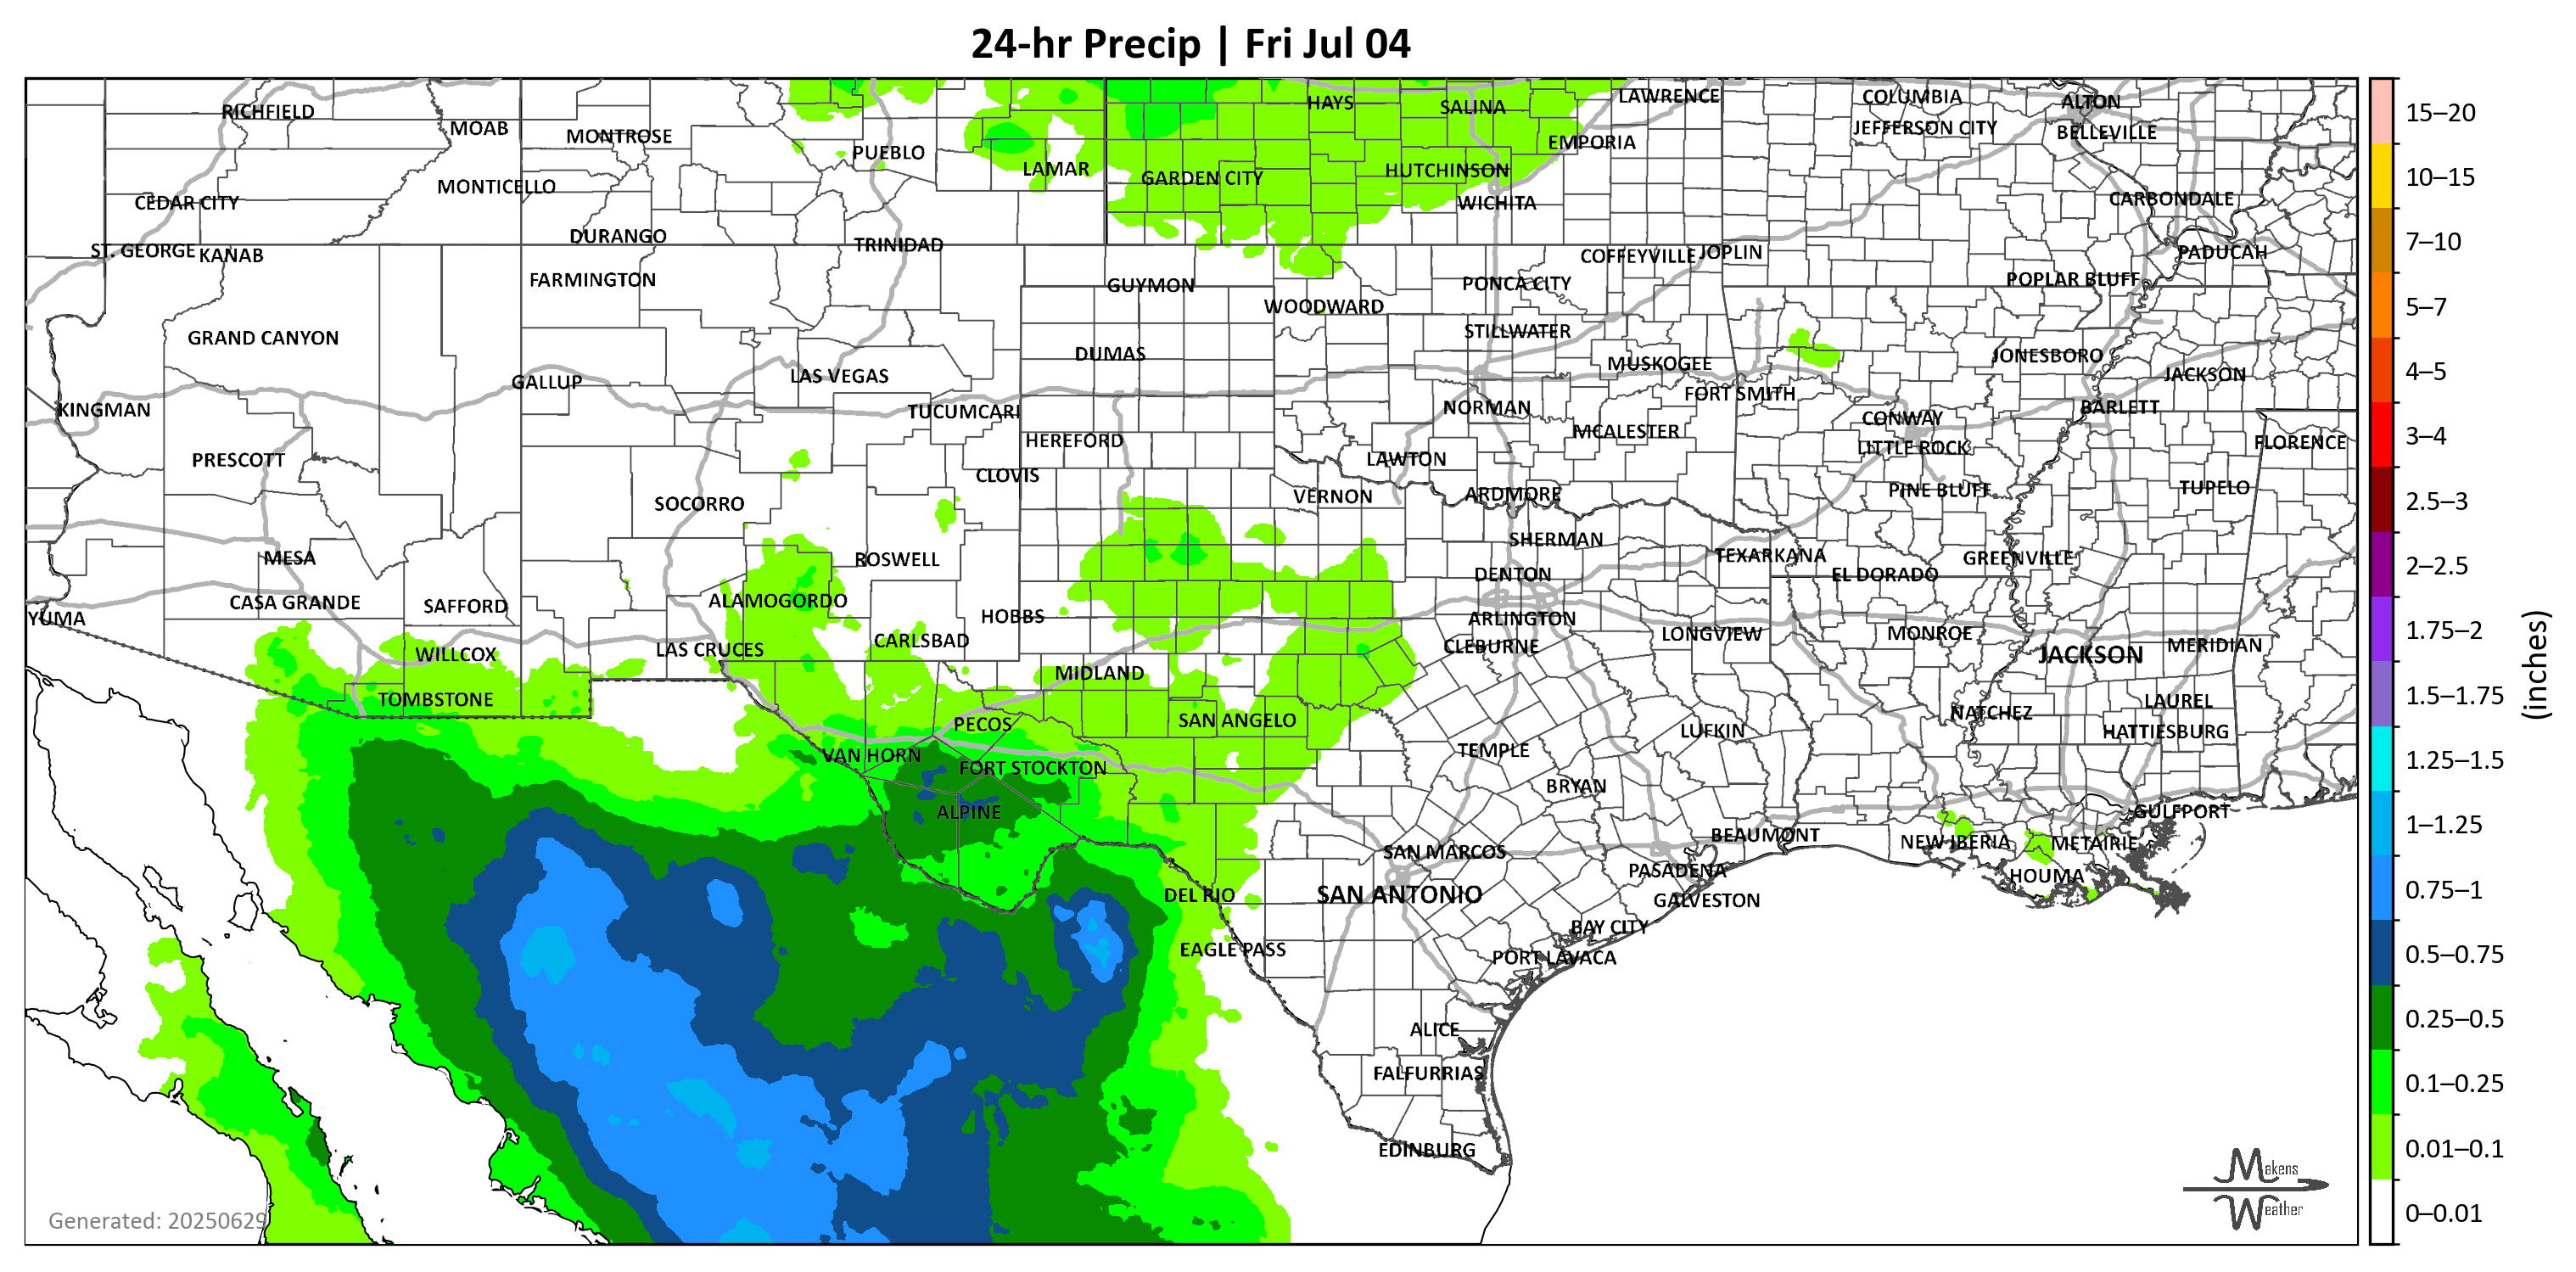 24-hr Precip | Fri Jul 04
RICHFIELD
MOAB
MONTROSE
PUEBLO
LAMAR
HAYS
SALINA
LAWRENCE
EMPORIA
COLUMBIA
JEFFERSON CITY
ALTON
BELLEVILLE
MONTICELLO
CEDAR CITY
GARDEN CITY
HUTCHINSON
WICHITA
CARBONDALE
ST. GEORGE
KANAB
DURANGO
TRINIDAD
COFFEYVILLE
JOPLIN
PADUCAH
FARMINGTON
GUYMON
WOODWARD
PONCA CITY
POPLAR BLUFF
GRAND CANYON
DUMAS
STILLWATER
MUSKOGEE
JONESBORO
GALLUP
LAS VEGAS
FORT SMITH
JACKSON
KINGMAN
TUCUMCARI
NORMAN
CONWAY
BARLETT
PRESCOTT
HEREFORD
CLOVIS
LAWTON
MCALESTER
LITTLE ROCK
FLORENCE
SOCORRO
VERNON
ARDMORE
PINE BLUFF
TUPELO
MESA
ROSWELL
SHERMAN
DENTON
TEXARKANA
EL DORADO
GREENVILLE
YUMA
CASA GRANDE
SAFFORD
ALAMOGORDO
HOBBS
ARLINGTON
WILLCOX
LAS CRUCES
CARLSBAD
CLEBURNE
LONGVIEW
MONROE
JACKSON
MERIDIAN
TOMBSTONE
MIDLAND
PECOS
SAN ANGELO
LUFKIN
NATCHEZ
LAUREL
HATTIESBURG
VAN HORN
FORT STOCKTON
TEMPLE
BRYAN
ALPINE
SAN MARCOS
BEAUMONT
NEW IBERIA
METAIRIE
GULFPORT
DEL RIO
SAN ANTONIO
PASADENA
GALVESTON
HOUMA
EAGLE PASS
BAY CITY
PORT LAVACA
ALICE
FALFURRIAS
EDINBURG
Generated: 20250629
Makens
Weather
15–20
10–15
7–10
5–7
4–5
3–4
2.5–3
2–2.5
1.75–2
1.5–1.75
1.25–1.5
1–1.25
0.75–1
0.5–0.75
0.25–0.5
0.1–0.25
0.01–0.1
0–0.01
(inches)